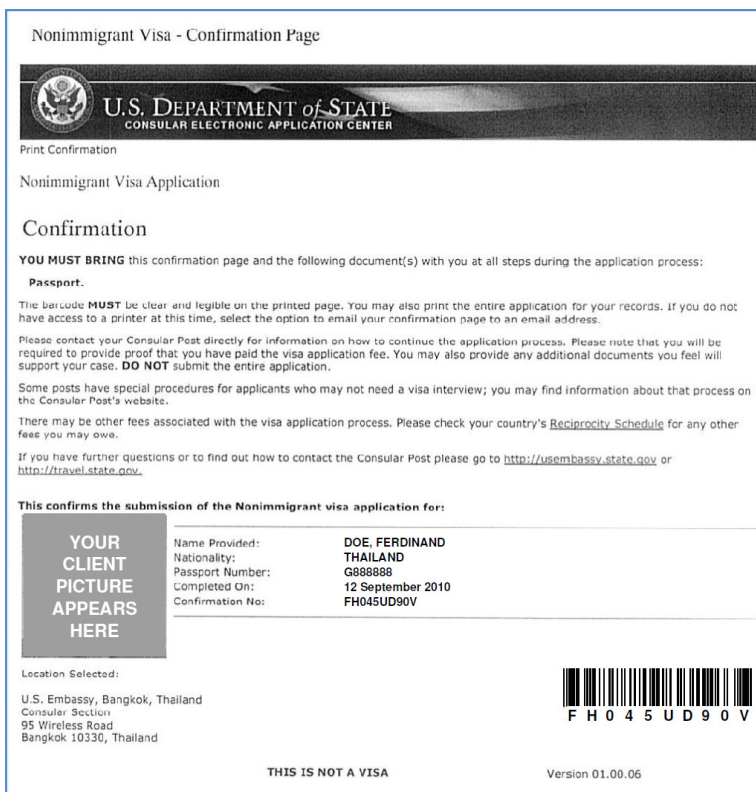 Nonimmigrant Visa - Confirmation Page
U.S. DEPARTMENT of STATE
CONSULAR ELECTRONIC APPLICATION CENTER
Print Confirmation
Nonimmigrant Visa Application
Confirmation
YOU MUST BRING this confirmation page and the following document(s) with you at all steps during the application process:
Passport.
The barcode MUST be clear and legible on the printed page. You may also print the entire application for your records. If you do not
have access to a printer at this time, select the option to email your confirmation page to an email address.
Please contact your Consular Post directly for information on how to continue the application process. Please note that you will be
required to provide proof that you have paid the visa application fee. You may also provide any additional documents you feel will
support your case. DO NOT submit the entire application.
Some posts have special procedures for applicants who may not need a visa interview; you may find information about that process on
the Consular Post's website.
There may be other fees associated with the visa application process. Please check your country's Reciprocity Schedule for any other
fees you may owe.
If you have further questions or to find out how to contact the Consular Post please go to http://usembassy.state.gov or
http://travel.state.gov.
This confirms the submission of the Nonimmigrant visa application for:
YOUR
CLIENT
PICTURE
APPEARS
HERE
Name Provided: DOE, FERDINAND
Nationality: THAILAND
Passport Number: G888888
Completed On: 12 September 2010
Confirmation No: FH045UD90V
Location Selected:
U.S. Embassy, Bangkok, Thailand
Consular Section
95 Wireless Road
Bangkok 10330, Thailand
F H 0 4 5 U D 9 0 V
THIS IS NOT A VISA Version 01.00.06